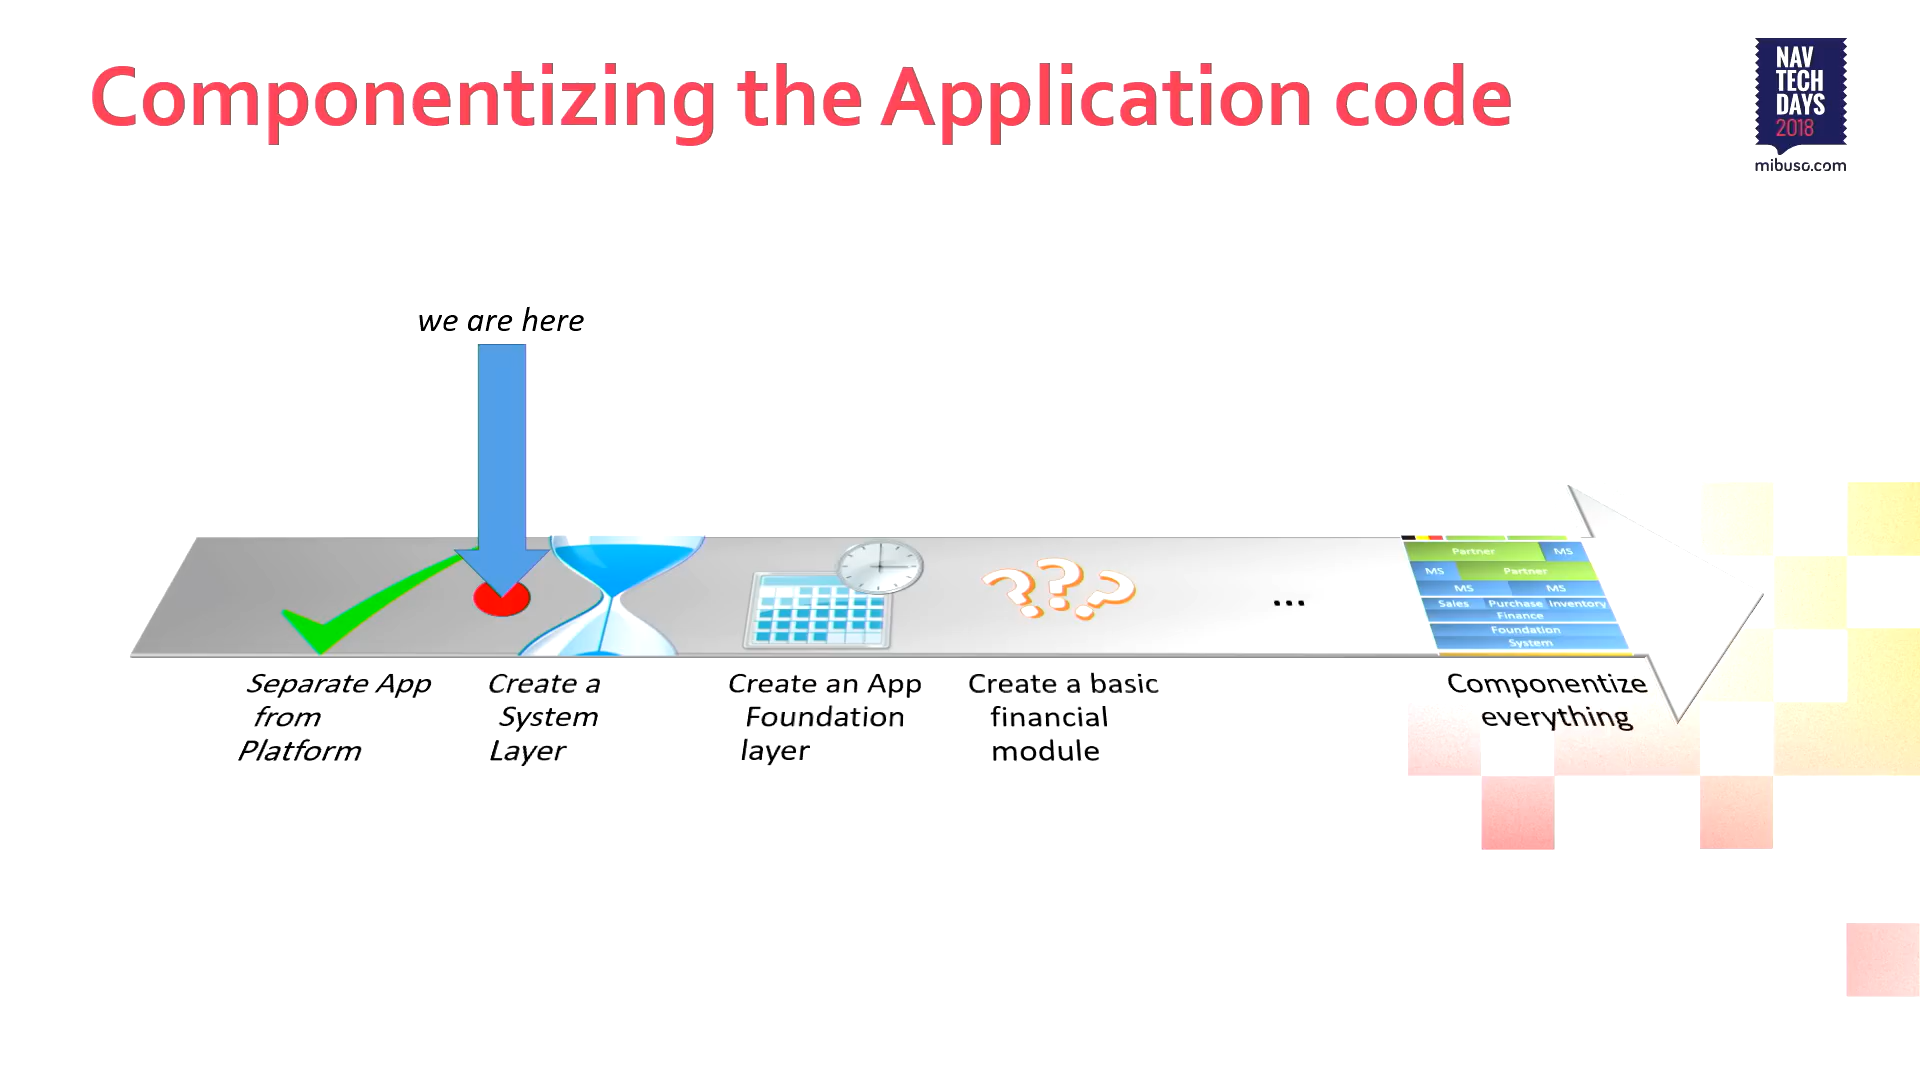 Componentizing the Application code
NAV
TECH
DAYS
2018
mibuso.com
we are here
???
...
Partner MS
MS Partner
MS MS
Sales Purchase Inventory
Finance
Foundation
System
Separate App
from
Platform
Create a
System
Layer
Create an App
Foundation
layer
Create a basic
financial
module
Componentize
everything